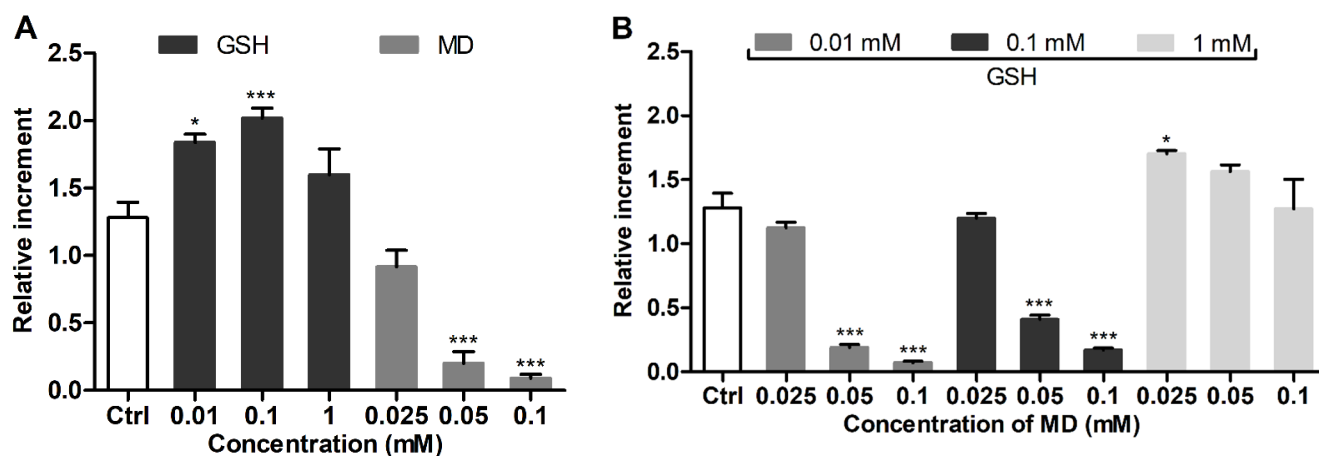 A
GSH MD
2.5
2.0
1.5
1.0
0.5
0.0
Relative increment
* *** *** ***
Ctrl 0.01 0.1 1 0.025 0.05 0.1
Concentration (mM)
B
0.01 mM 0.1 mM 1 mM
GSH
2.5
2.0
1.5
1.0
0.5
0.0
Relative increment
*** *** *** *** *
Ctrl 0.025 0.05 0.1 0.025 0.05 0.1 0.025 0.05 0.1
Concentration of MD (mM)